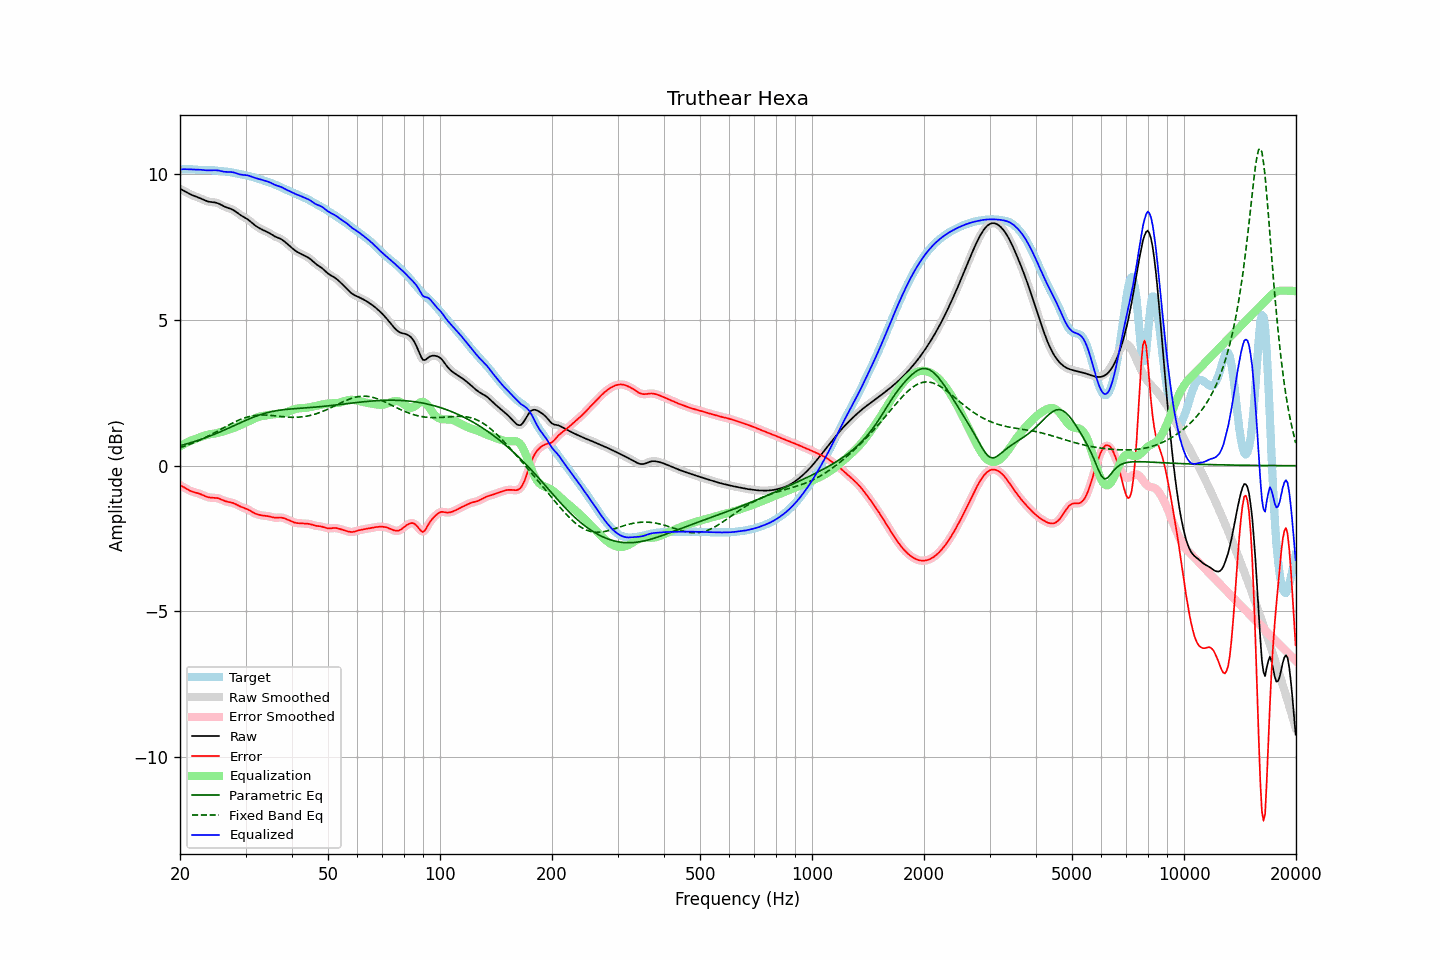 Truthear Hexa
Amplitude (dBr)
10
5
0
−5
−10
Target
Raw Smoothed
Error Smoothed
Raw
Error
Equalization
Parametric Eq
Fixed Band Eq
Equalized
20 50 100 200 500 1000 2000 5000 10000 20000
Frequency (Hz)